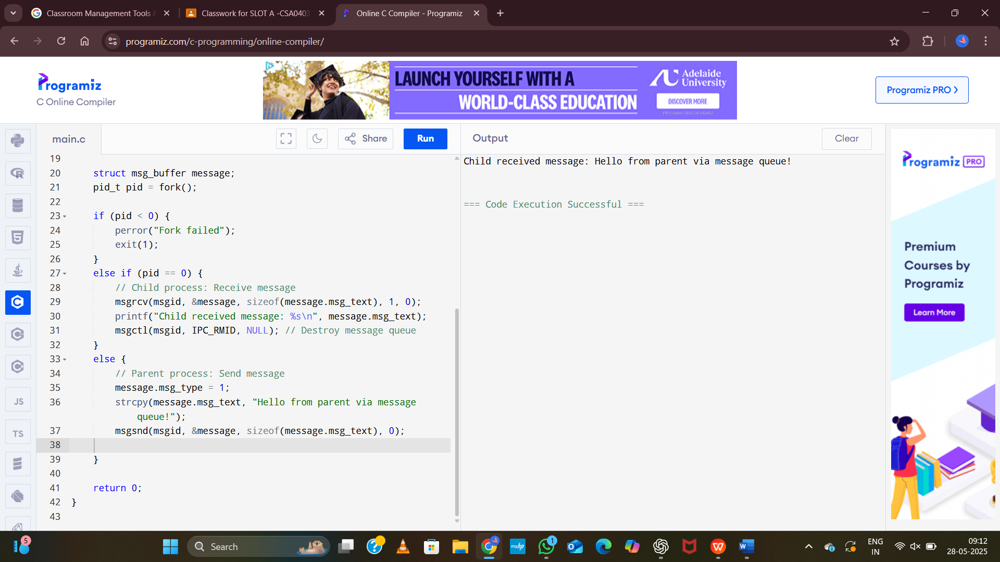 Classroom Management Tools &
Classwork for SLOT A -CSA0403
Online C Compiler - Programiz
programiz.com/c-programming/online-compiler/
Programiz
C Online Compiler
LAUNCH YOURSELF WITH A
WORLD-CLASS EDUCATION
Adelaide
University
DISCOVER MORE
Programiz PRO
main.c
Share
Run
Output
Clear
19
20 struct msg_buffer message;
21 pid_t pid = fork();
22
23 if (pid < 0) {
24 perror("Fork failed");
25 exit(1);
26 }
27 else if (pid == 0) {
28 // Child process: Receive message
29 msgrcv(msgid, &message, sizeof(message.msg_text), 1, 0);
30 printf("Child received message: %s\n", message.msg_text);
31 msgctl(msgid, IPC_RMID, NULL); // Destroy message queue
32 }
33 else {
34 // Parent process: Send message
35 message.msg_type = 1;
36 strcpy(message.msg_text, "Hello from parent via message
queue!");
37 msgsnd(msgid, &message, sizeof(message.msg_text), 0);
38
39 }
40
41 return 0;
42 }
43
Child received message: Hello from parent via message queue!
=== Code Execution Successful ===
Programiz PRO
Premium
Courses by
Programiz
Learn More
JS
TS
5
Search
myhp
1
ENG
IN
09:12
28-05-2025